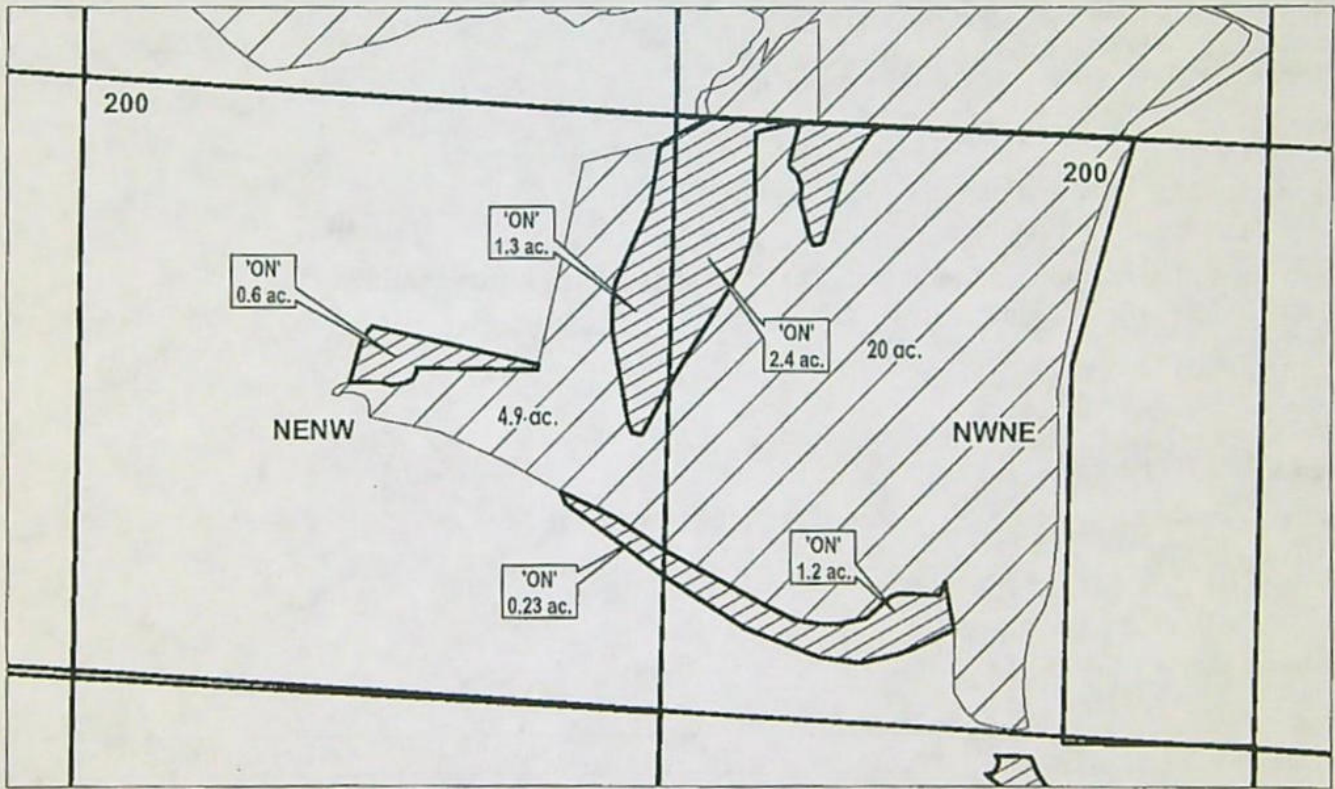 200
200
'ON'
1.3 ac.
'ON'
0.6 ac.
'ON'
2.4 ac.
20 ac.
4.9 ac.
NENW
NWNE
'ON'
1.2 ac.
'ON'
0.23 ac.